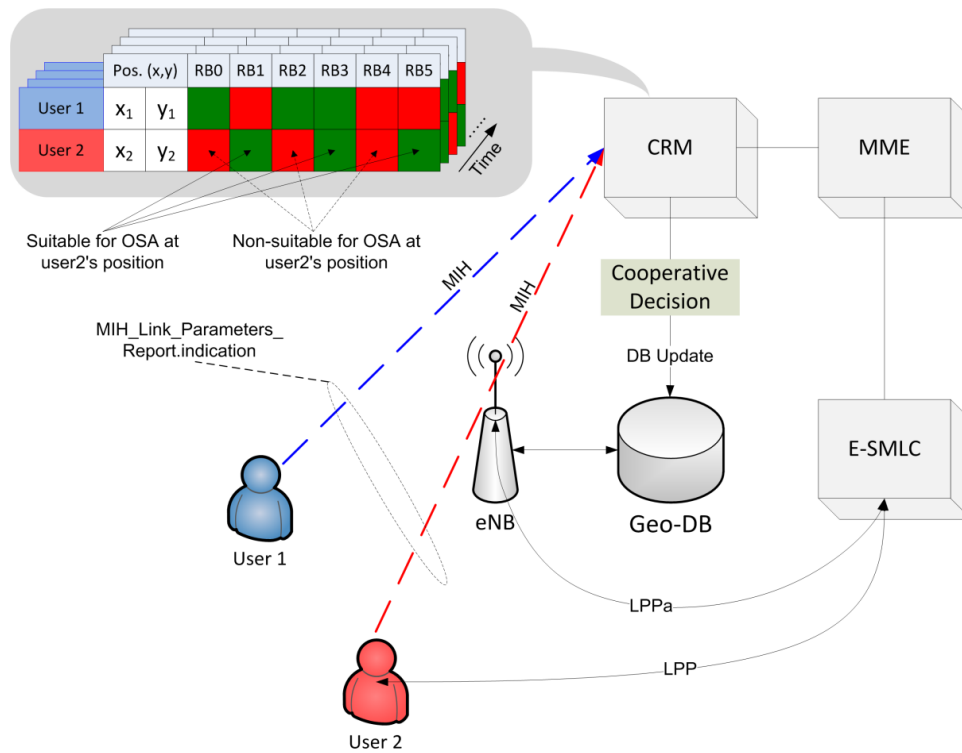 Pos. (x,y) RB0 RB1 RB2 RB3 RB4 RB5
User 1 x1 y1
User 2 x2 y2
Time
.....
Suitable for OSA at
user2's position
Non-suitable for OSA at
user2's position
CRM
MME
MIH
MIH
Cooperative
Decision
MIH_Link_Parameters_
Report.indication
DB Update
E-SMLC
eNB
Geo-DB
User 1
LPPa
LPP
User 2